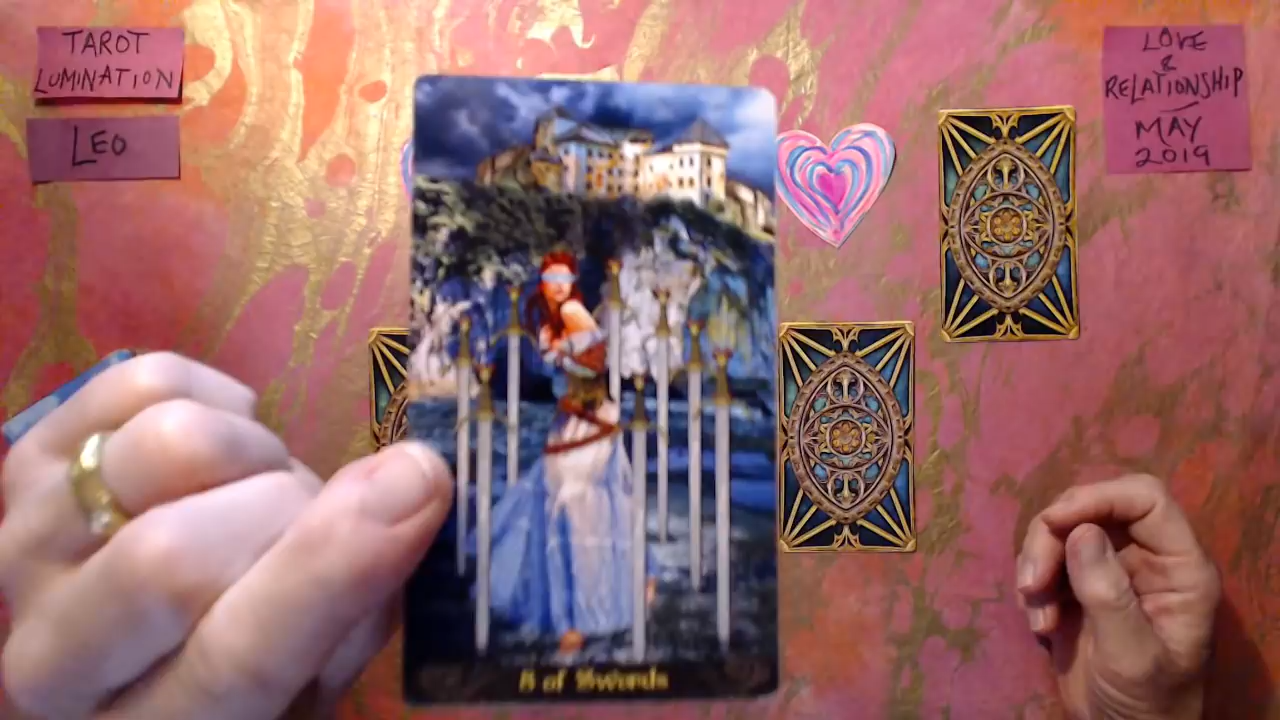 TAROT
LUMINATION
LEO
LOVE
&
RELATIONSHIP
MAY
2019
8 of Swords